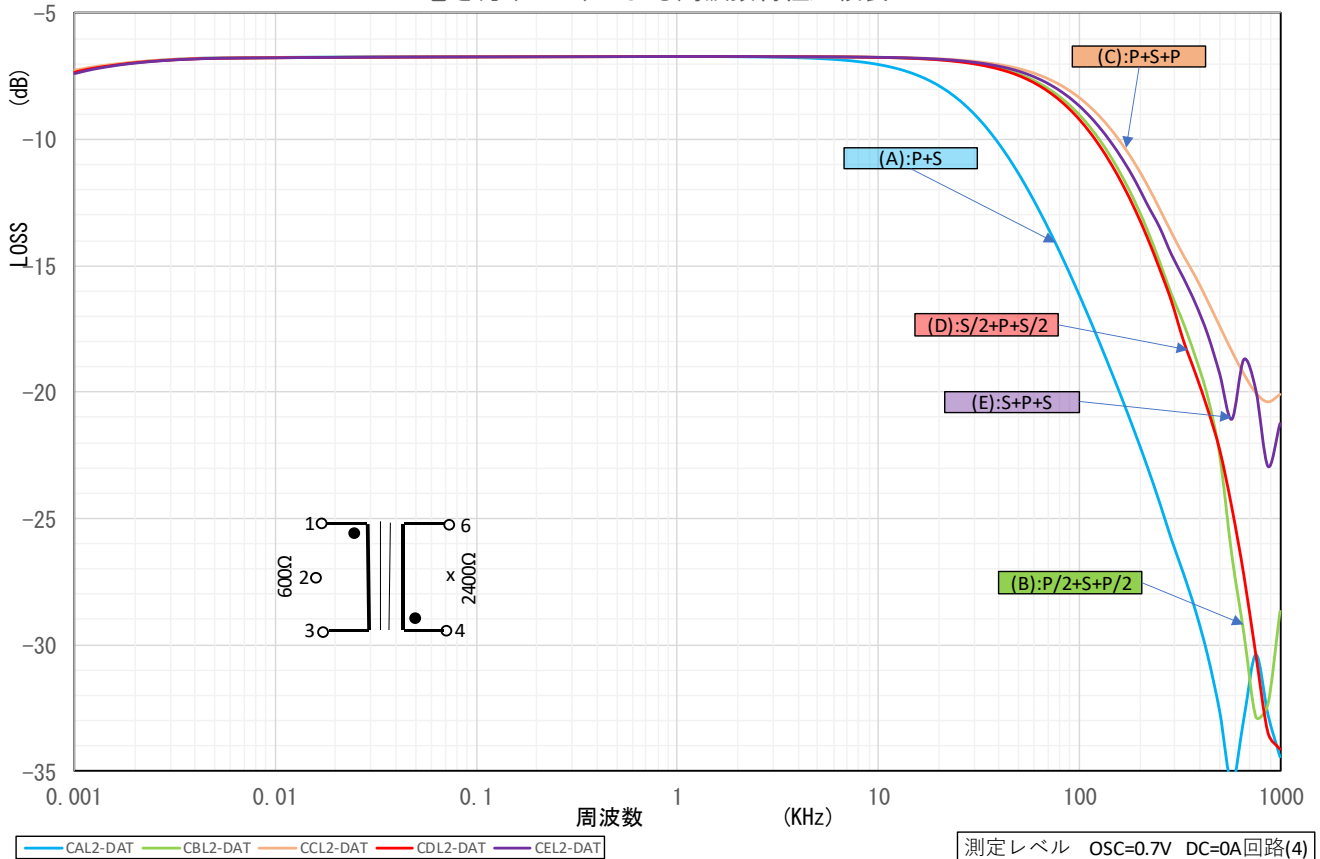 -5
(dB)
LOSS
-10
-15
-20
-25
-30
-35
(C):P+S+P
(A):P+S
(D):S/2+P+S/2
(E):S+P+S
(B):P/2+S+P/2
1
2
3
600Ω
6
x
4
2400Ω
0.001
0.01
0.1
1
10
100
1000
周波数 (KHz)
CAL2-DAT CBL2-DAT CCL2-DAT CDL2-DAT CEL2-DAT
測定レベル OSC=0.7V DC=0A回路(4)